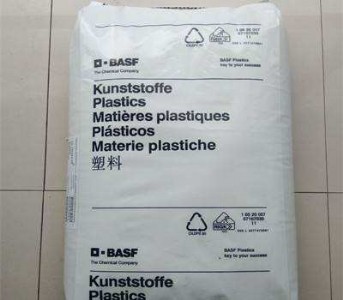 BASF
The Chemical Company
BASF Plastics
key to your success
Kunststoffe
Plastics
Matières plastiques
Plásticos
Materie plastiche
塑料
BASF
The Chemical Company
BASF Plastics
key to your success
Kunststoffe
Plastics